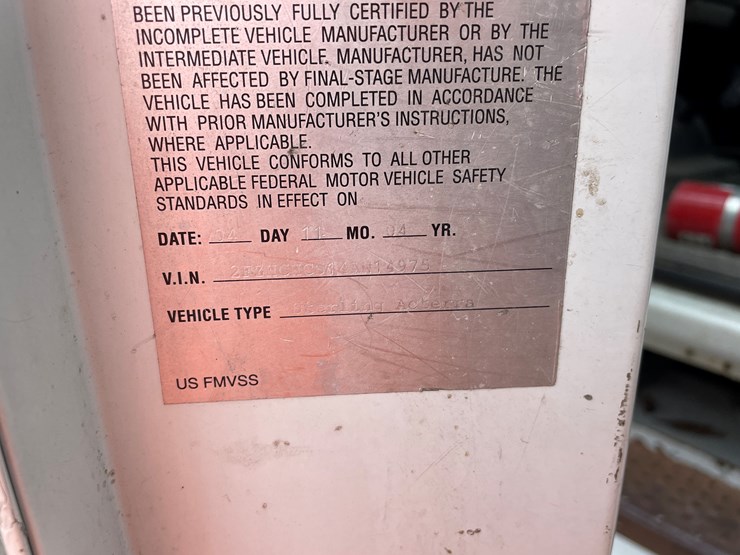 BEEN PREVIOUSLY FULLY CERTIFIED BY THE
INCOMPLETE VEHICLE MANUFACTURER OR BY THE
INTERMEDIATE VEHICLE MANUFACTURER, HAS NOT
BEEN AFFECTED BY FINAL-STAGE MANUFACTURE. THE
VEHICLE HAS BEEN COMPLETED IN ACCORDANCE
WITH PRIOR MANUFACTURER'S INSTRUCTIONS,
WHERE APPLICABLE.
THIS VEHICLE CONFORMS TO ALL OTHER
APPLICABLE FEDERAL MOTOR VEHICLE SAFETY
STANDARDS IN EFFECT ON
DATE: DAY 11 MO. 04 YR.
V.I.N.
VEHICLE TYPE
US FMVSS